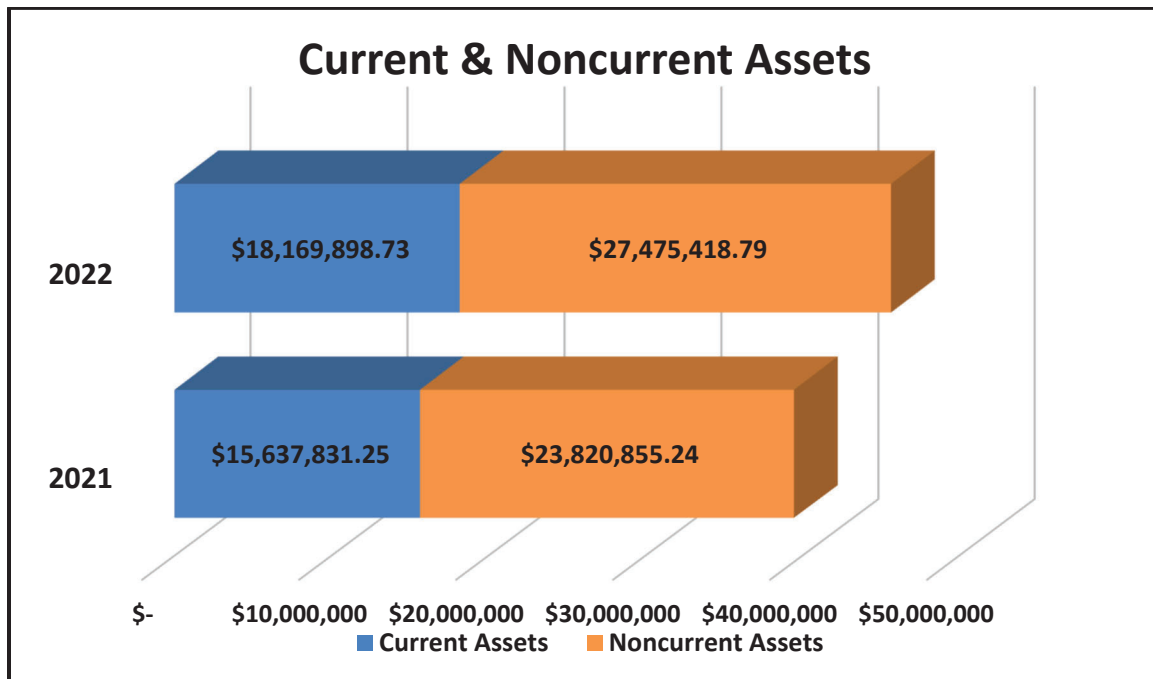 Current & Noncurrent Assets
2022
$18,169,898.73 $27,475,418.79
2021
$15,637,831.25 $23,820,855.24
$- $10,000,000 $20,000,000 $30,000,000 $40,000,000 $50,000,000
Current Assets Noncurrent Assets